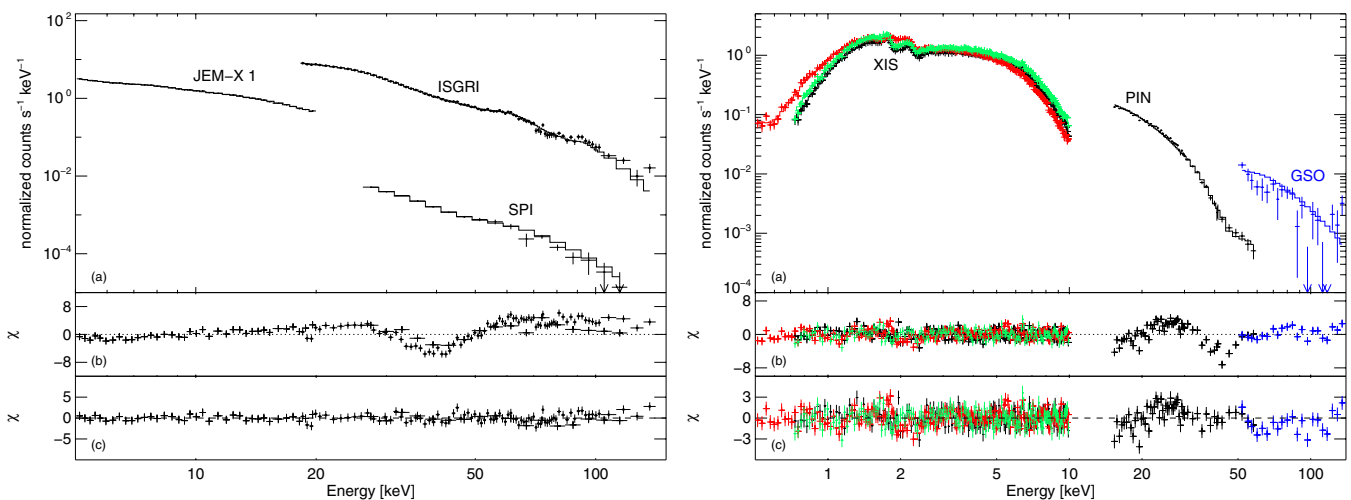 10²
10⁰
10⁻²
10⁻⁴
normalized counts s⁻¹ keV⁻¹
JEM−X 1
ISGRI
SPI
(a)
8
0
−8
χ
(b)
5
0
−5
χ
(c)
10
20
50
100
Energy [keV]
10⁰
10⁻¹
10⁻²
10⁻³
10⁻⁴
normalized counts s⁻¹ keV⁻¹
XIS
PIN
GSO
(a)
8
0
−8
χ
(b)
3
0
−3
χ
(c)
1
2
5
10
20
50
100
Energy [keV]